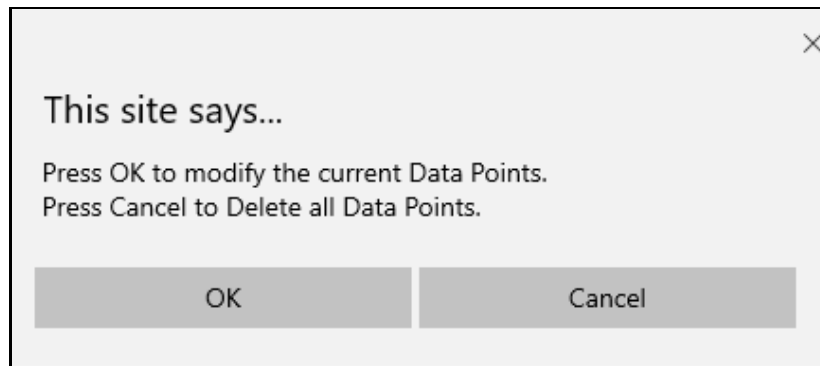 This site says...
Press OK to modify the current Data Points.
Press Cancel to Delete all Data Points.
OK
Cancel